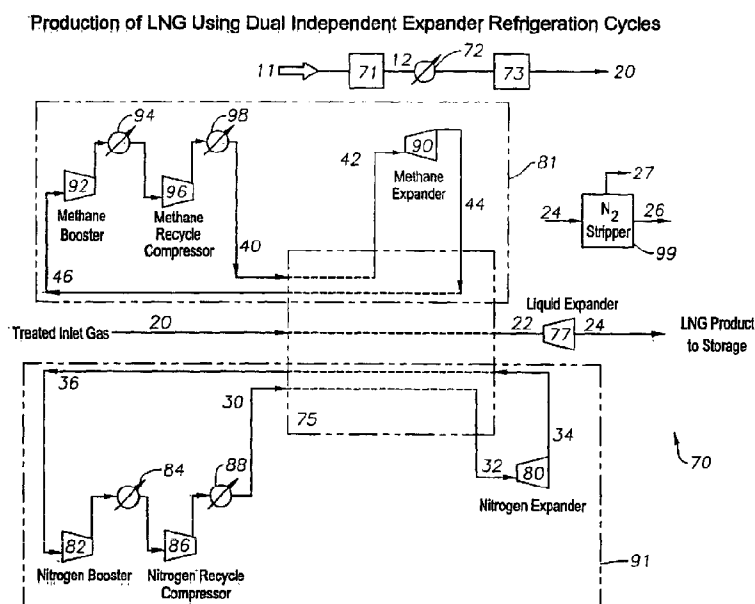 Production of LNG Using Dual Independent Expander Refrigeration Cycles
11
71
12
72
73
20
94
98
92
96
Methane
Booster
Methane
Recycle
Compressor
40
46
42
90
Methane
Expander
44
81
27
24
N2
Stripper
26
99
Treated Inlet Gas
20
22
Liquid Expander
77
24
LNG Product
to Storage
36
30
75
34
32
80
Nitrogen Expander
70
84
88
82
86
Nitrogen Booster
Nitrogen Recycle
Compressor
91